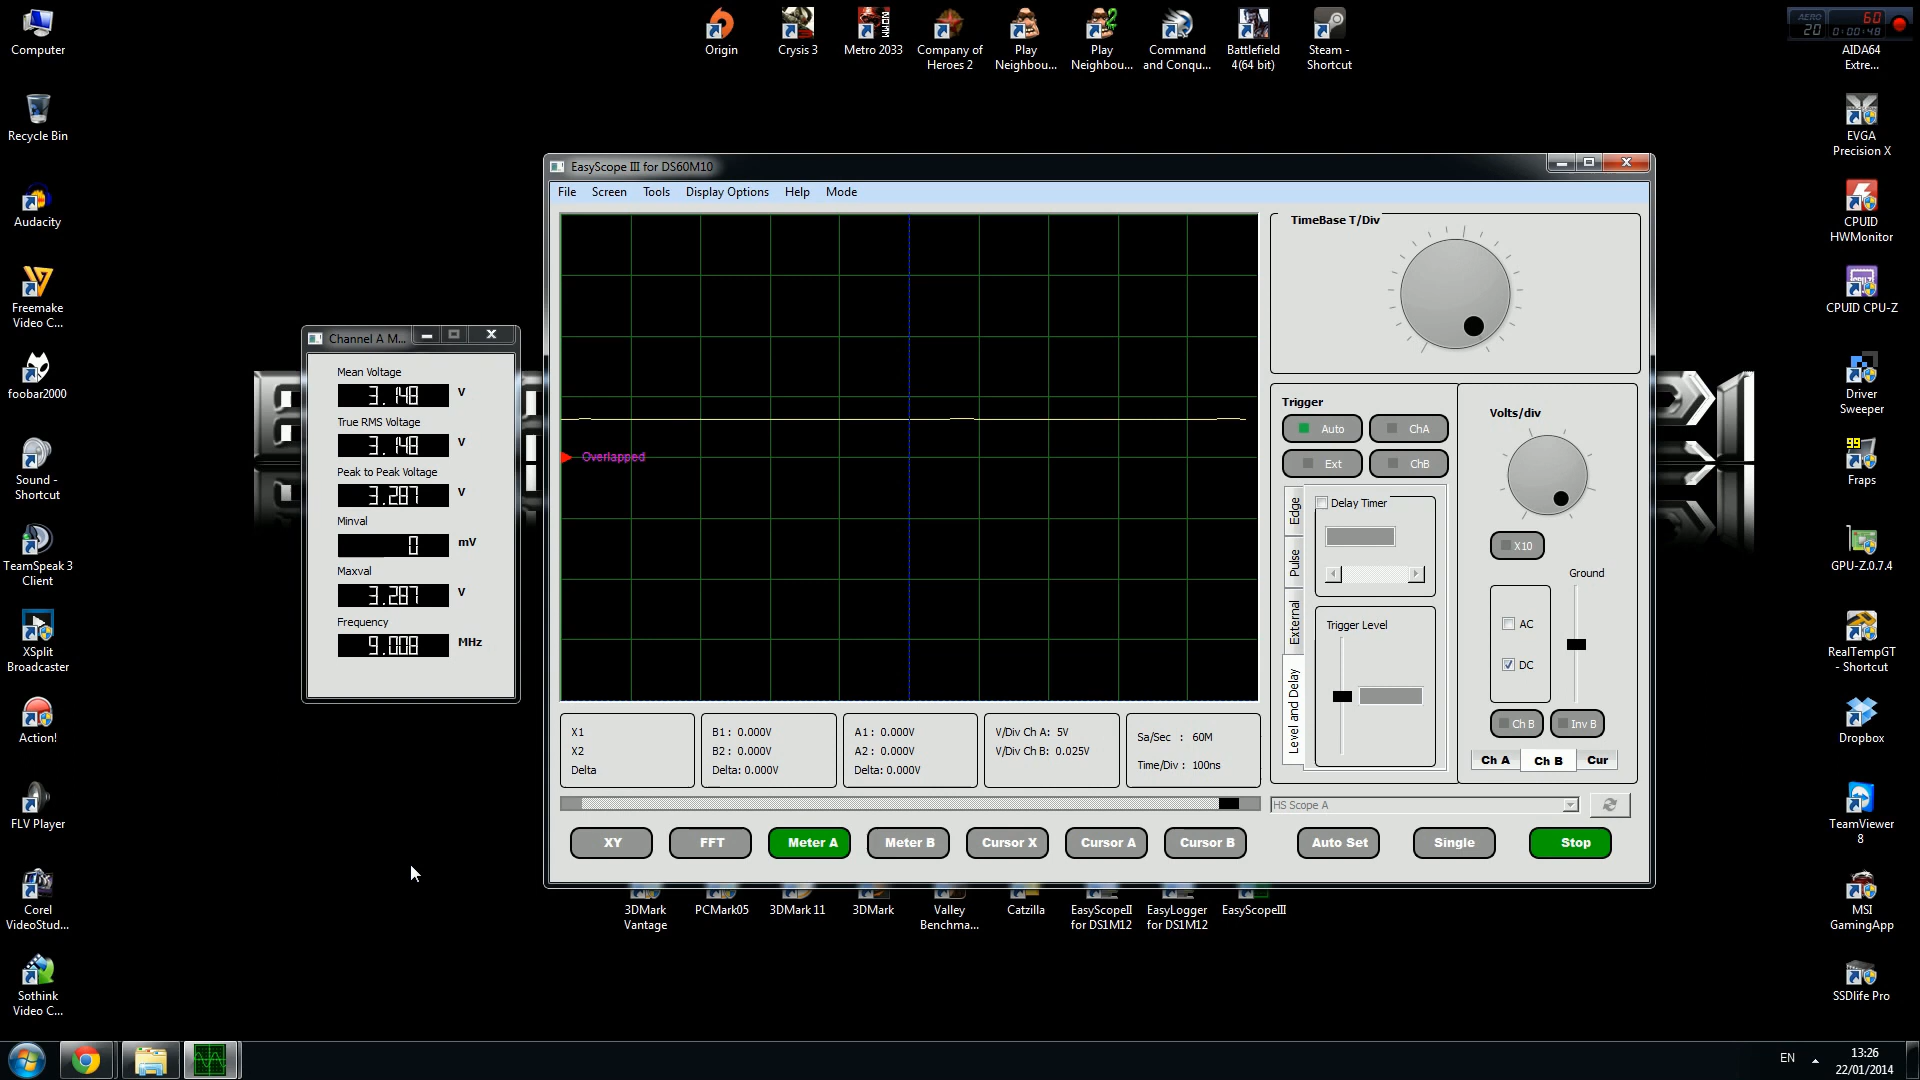 Computer
Recycle Bin
Audacity
Freemake
Video C...
foobar2000
Sound -
Shortcut
TeamSpeak 3
Client
XSplit
Broadcaster
Action!
FLV Player
Corel
VideoStud...
Sothink
Video C...
Origin
Crysis 3
Metro 2033
Company of
Heroes 2
Play
Neighbou...
Play
Neighbou...
Command
and Conqu...
Battlefield
4(64 bit)
Steam -
Shortcut
AERO
20
60
0:00:48
AIDA64
Extre...
EVGA
Precision X
CPUID
HWMonitor
CPUID CPU-Z
Driver
Sweeper
99
Fraps
GPU-Z.0.7.4
RealTempGT
- Shortcut
Dropbox
TeamViewer
8
MSI
GamingApp
SSDlife Pro
Channel A M...
Mean Voltage
3.148 V
True RMS Voltage
3.148 V
Peak to Peak Voltage
3.287 V
Minval
0 mV
Maxval
3.287 V
Frequency
9.008 MHz
EasyScope III for DS60M10
File Screen Tools Display Options Help Mode
Overlapped
TimeBase T/Div
Trigger
Auto
ChA
Ext
ChB
Edge
Pulse
External
Level and Delay
Delay Timer
Trigger Level
Volts/div
X10
Ground
AC
DC
Ch B
Inv B
Ch A Ch B Cur
X1
X2
Delta
B1: 0.000V
B2: 0.000V
Delta: 0.000V
A1: 0.000V
A2: 0.000V
Delta: 0.000V
V/Div Ch A: 5V
V/Div Ch B: 0.025V
Sa/Sec : 60M
Time/Div : 100ns
HS Scope A
XY
FFT
Meter A
Meter B
Cursor X
Cursor A
Cursor B
Auto Set
Single
Stop
3DMark
Vantage
PCMark05
3DMark 11
3DMark
Valley
Benchma...
Catzilla
EasyScopeII
for DS1M12
EasyLogger
for DS1M12
EasyScopeIII
EN
13:26
22/01/2014